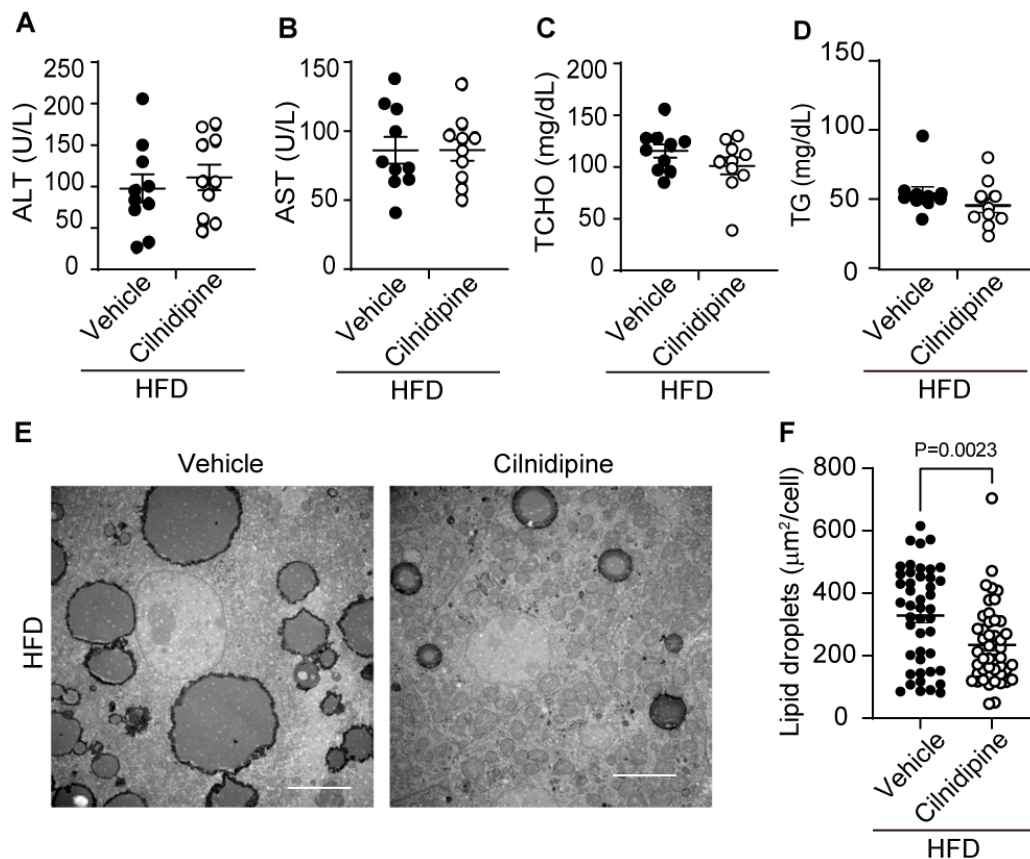 A
ALT (U/L)
250
200
150
100
50
0
Vehicle
Cilnidipine
HFD
B
AST (U/L)
150
100
50
0
Vehicle
Cilnidipine
HFD
C
TCHO (mg/dL)
200
150
100
50
0
Vehicle
Cilnidipine
HFD
D
TG (mg/dL)
150
100
50
0
Vehicle
Cilnidipine
HFD
E
Vehicle
Cilnidipine
HFD
F
P=0.0023
Lipid droplets (μm²/cell)
800
600
400
200
0
Vehicle
Cilnidipine
HFD